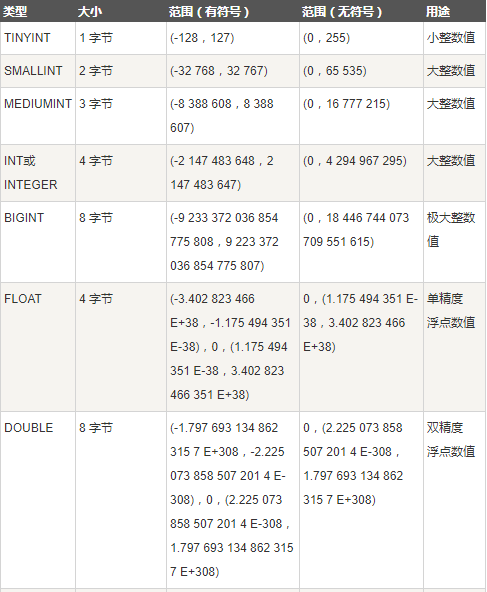 类型 大小 范围（有符号） 范围（无符号） 用途
TINYINT 1 字节 (-128，127) (0，255) 小整数值
SMALLINT 2 字节 (-32 768，32 767) (0，65 535) 大整数值
MEDIUMINT 3 字节 (-8 388 608，8 388 (0，16 777 215) 大整数值
607)
INT或 4 字节 (-2 147 483 648，2 (0，4 294 967 295) 大整数值
INTEGER 147 483 647)
BIGINT 8 字节 (-9 233 372 036 854 (0，18 446 744 073 极大整数
775 808，9 223 372 709 551 615) 值
036 854 775 807)
FLOAT 4 字节 (-3.402 823 466 0，(1.175 494 351 E- 单精度
E+38，-1.175 494 351 38，3.402 823 466 浮点数值
E-38)，0，(1.175 494 E+38)
351 E-38，3.402 823
466 351 E+38)
DOUBLE 8 字节 (-1.797 693 134 862 0，(2.225 073 858 双精度
315 7 E+308，-2.225 507 201 4 E-308， 浮点数值
073 858 507 201 4 E- 1.797 693 134 862
308)，0，(2.225 073 315 7 E+308)
858 507 201 4 E-308，
1.797 693 134 862 315
7 E+308)